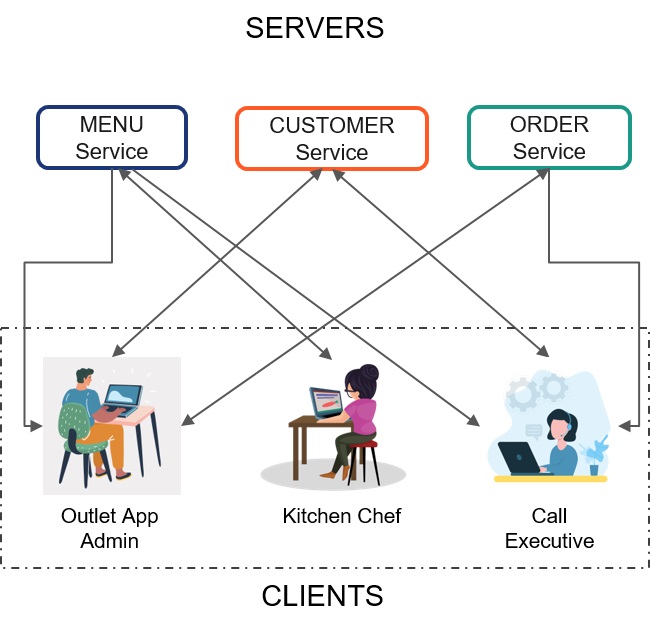 SERVERS
MENU
Service
CUSTOMER
Service
ORDER
Service
Outlet App
Admin
Kitchen Chef
Call
Executive
CLIENTS